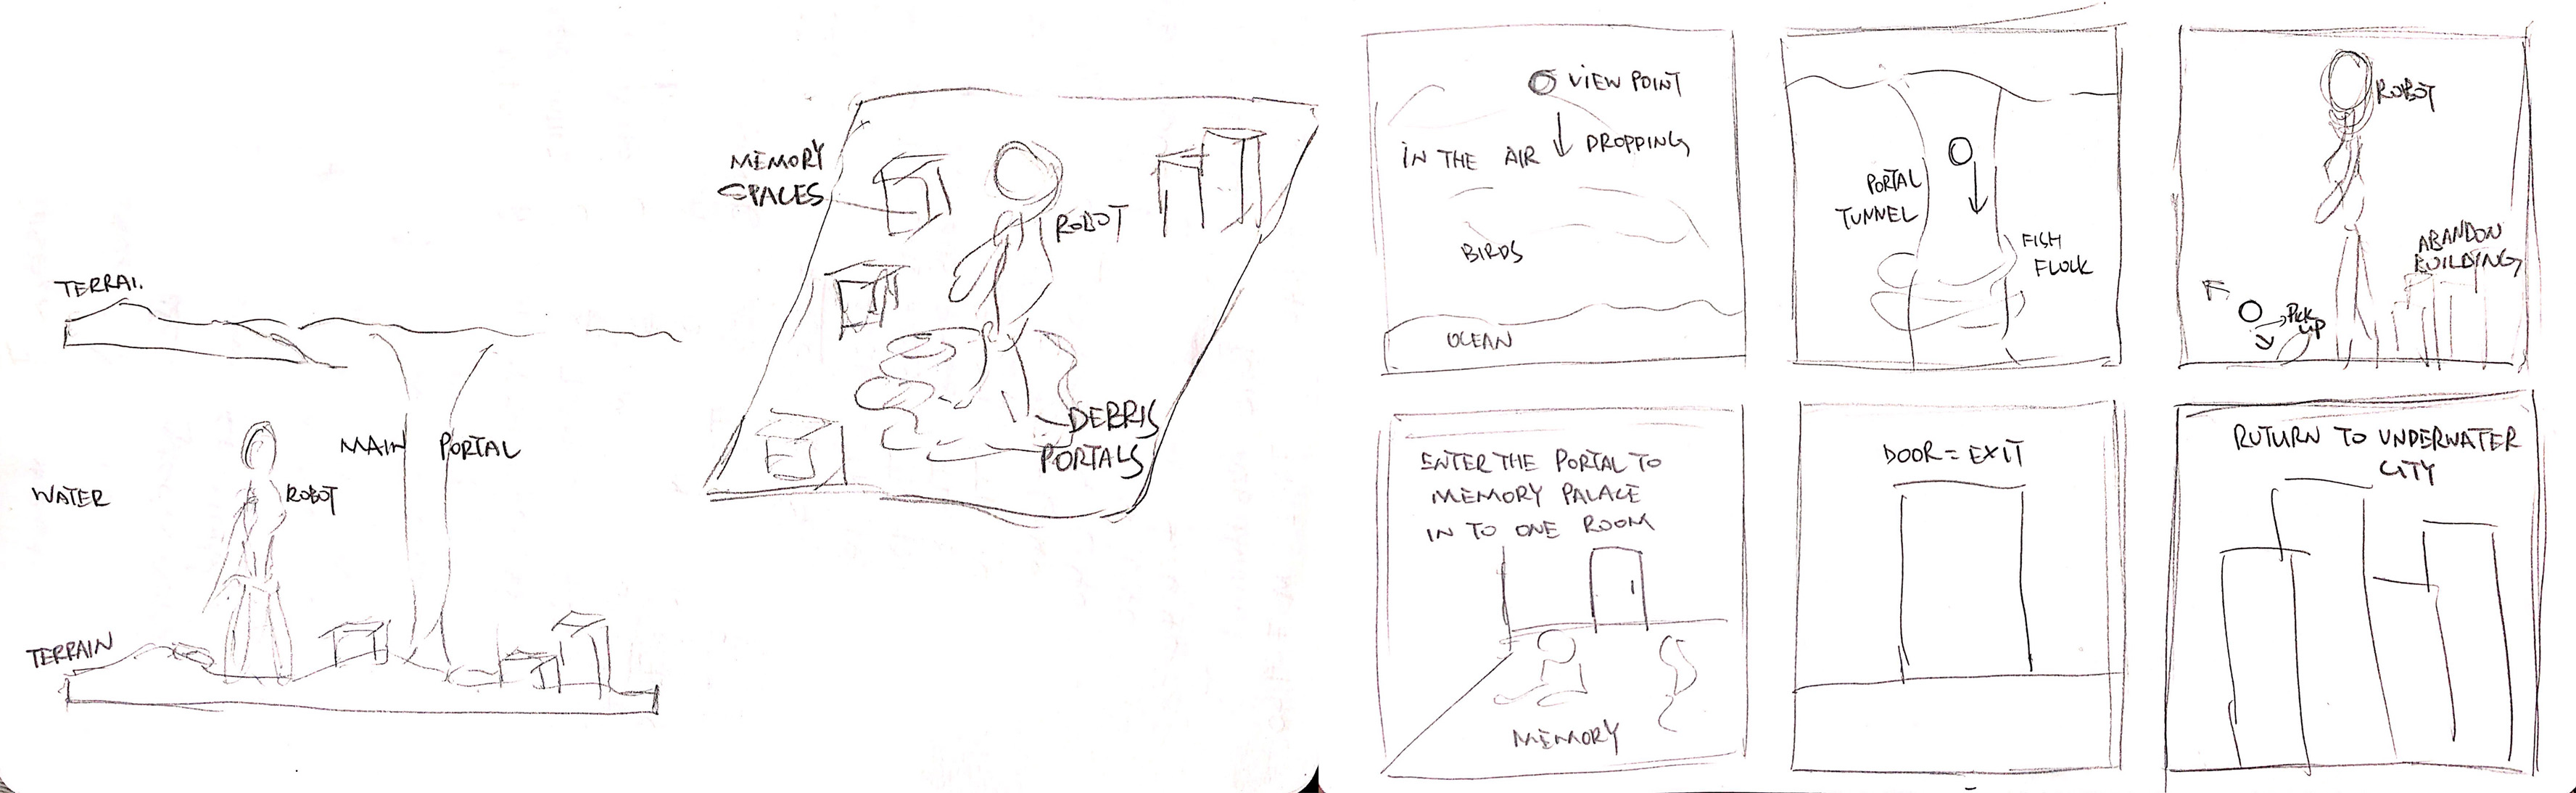 TERRAI.
WATER
ROBOT
MAIN PORTAL
TERRAIN
MEMORY
SPACES
ROBOT
DEBRIS
PORTALS
VIEW POINT
IN THE AIR ↓ DROPPING
BIRDS
OCEAN
PORTAL
TUNNEL
FISH
FLOCK
ROBOT
ABANDON
BUILDING
PICK
UP
ENTER THE PORTAL TO
MEMORY PALACE
IN TO ONE ROOM
MEMORY
DOOR = EXIT
RUTURN TO UNDERWATER
CITY